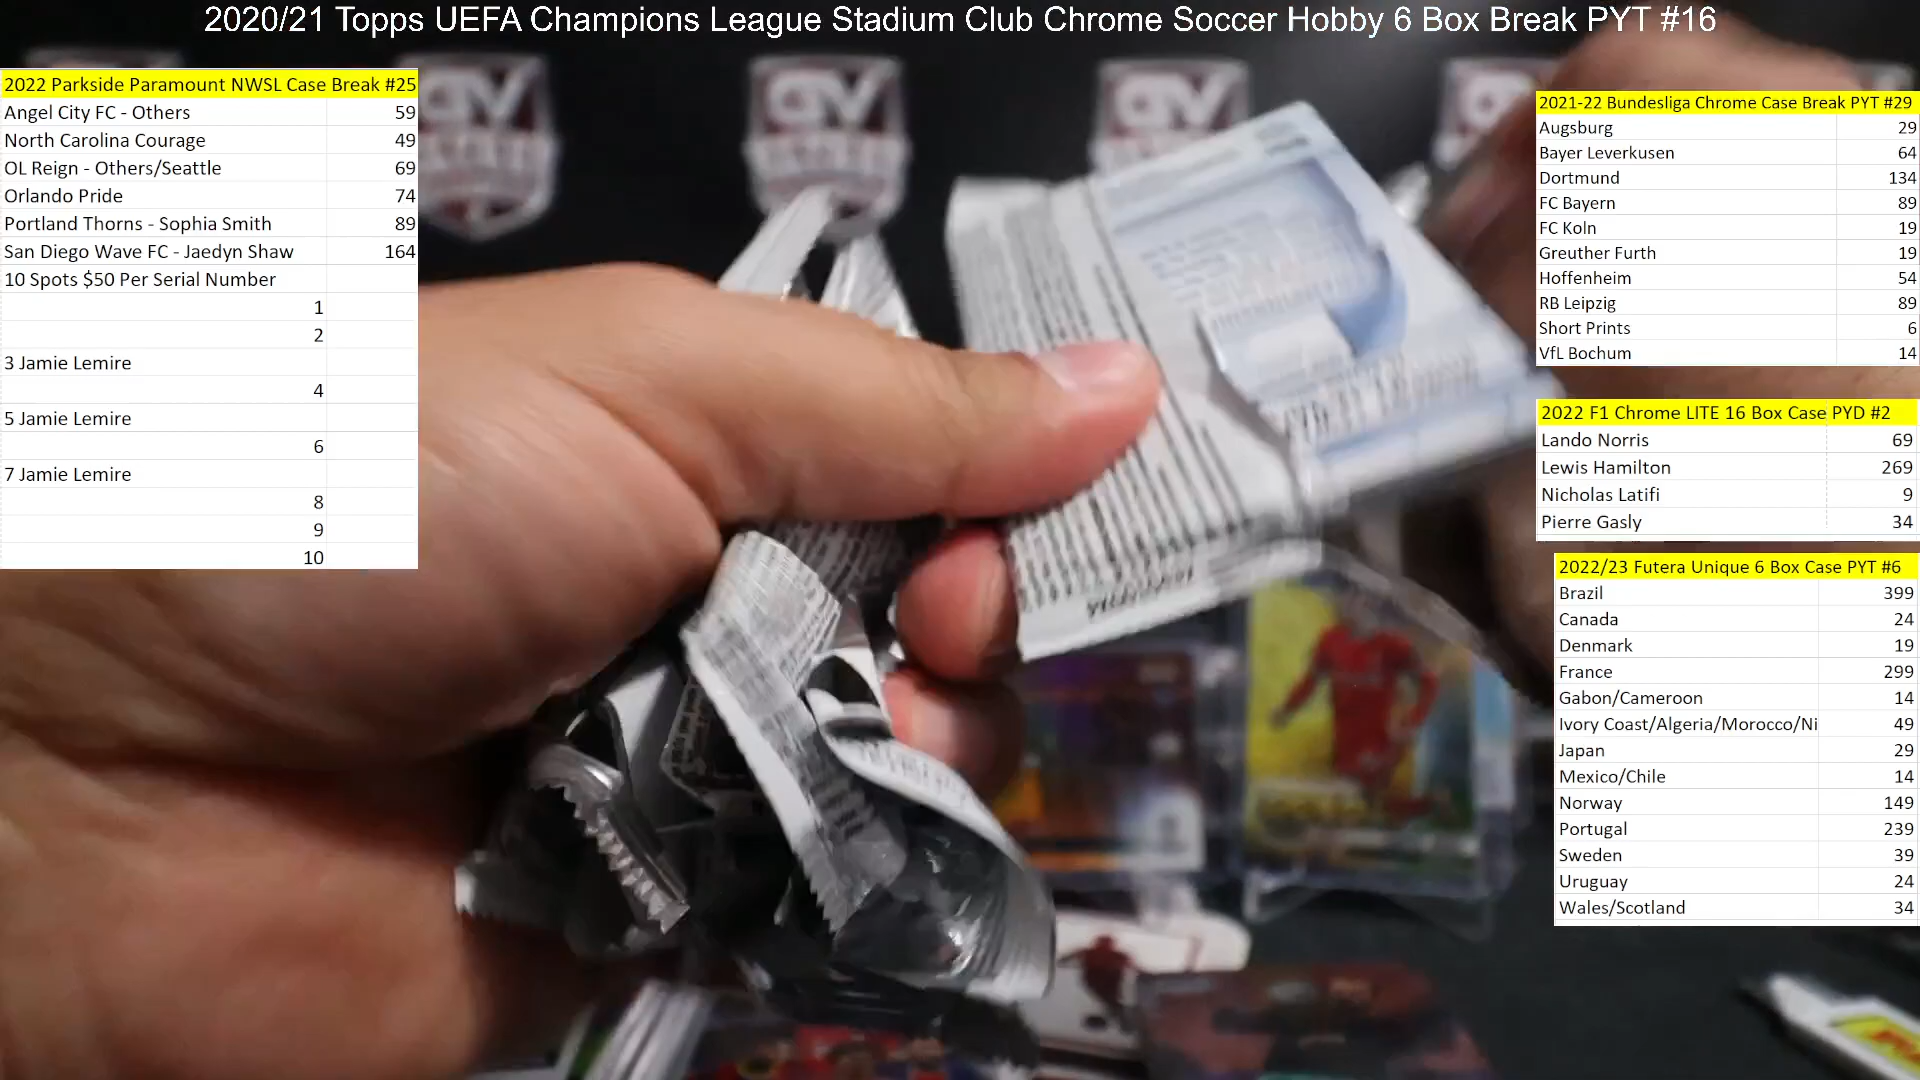 2020/21 Topps UEFA Champions League Stadium Club Chrome Soccer Hobby 6 Box Break PYT #16
2022 Parkside Paramount NWSL Case Break #25
Angel City FC - Others 59
North Carolina Courage 49
OL Reign - Others/Seattle 69
Orlando Pride 74
Portland Thorns - Sophia Smith 89
San Diego Wave FC - Jaedyn Shaw 164
10 Spots $50 Per Serial Number
1
2
3 Jamie Lemire
4
5 Jamie Lemire
6
7 Jamie Lemire
8
9
10
2021-22 Bundesliga Chrome Case Break PYT #29
Augsburg 29
Bayer Leverkusen 64
Dortmund 134
FC Bayern 89
FC Koln 19
Greuther Furth 19
Hoffenheim 54
RB Leipzig 89
Short Prints 6
VfL Bochum 14
2022 F1 Chrome LITE 16 Box Case PYD #2
Lando Norris 69
Lewis Hamilton 269
Nicholas Latifi 9
Pierre Gasly 34
2022/23 Futera Unique 6 Box Case PYT #6
Brazil 399
Canada 24
Denmark 19
France 299
Gabon/Cameroon 14
Ivory Coast/Algeria/Morocco/Ni 49
Japan 29
Mexico/Chile 14
Norway 149
Portugal 239
Sweden 39
Uruguay 24
Wales/Scotland 34